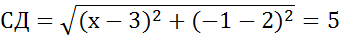 СД = √((х − 3)² + (−1 − 2)²) = 5